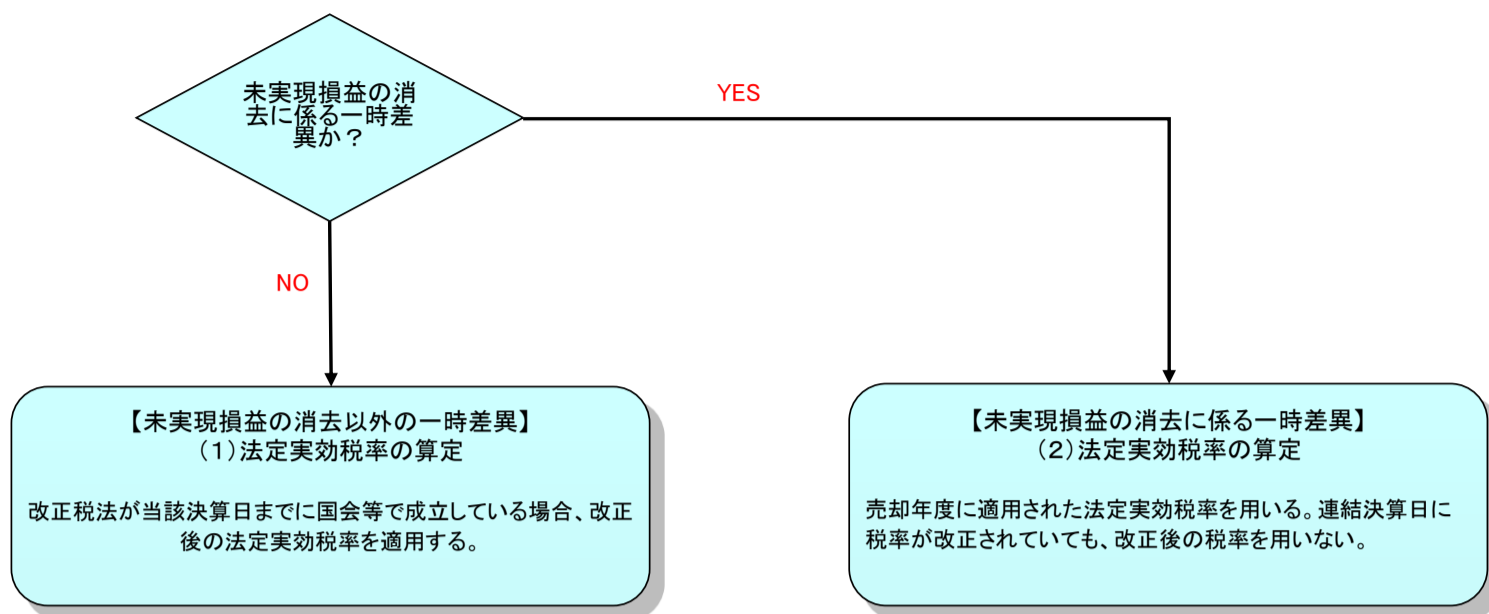 未実現損益の消
去に係る一時差
異か？
YES
NO
【未実現損益の消去以外の一時差異】
（1）法定実効税率の算定
改正税法が当該決算日までに国会等で成立している場合、改正
後の法定実効税率を適用する。
【未実現損益の消去に係る一時差異】
（2）法定実効税率の算定
売却年度に適用された法定実効税率を用いる。連結決算日に
税率が改正されていても、改正後の税率を用いない。